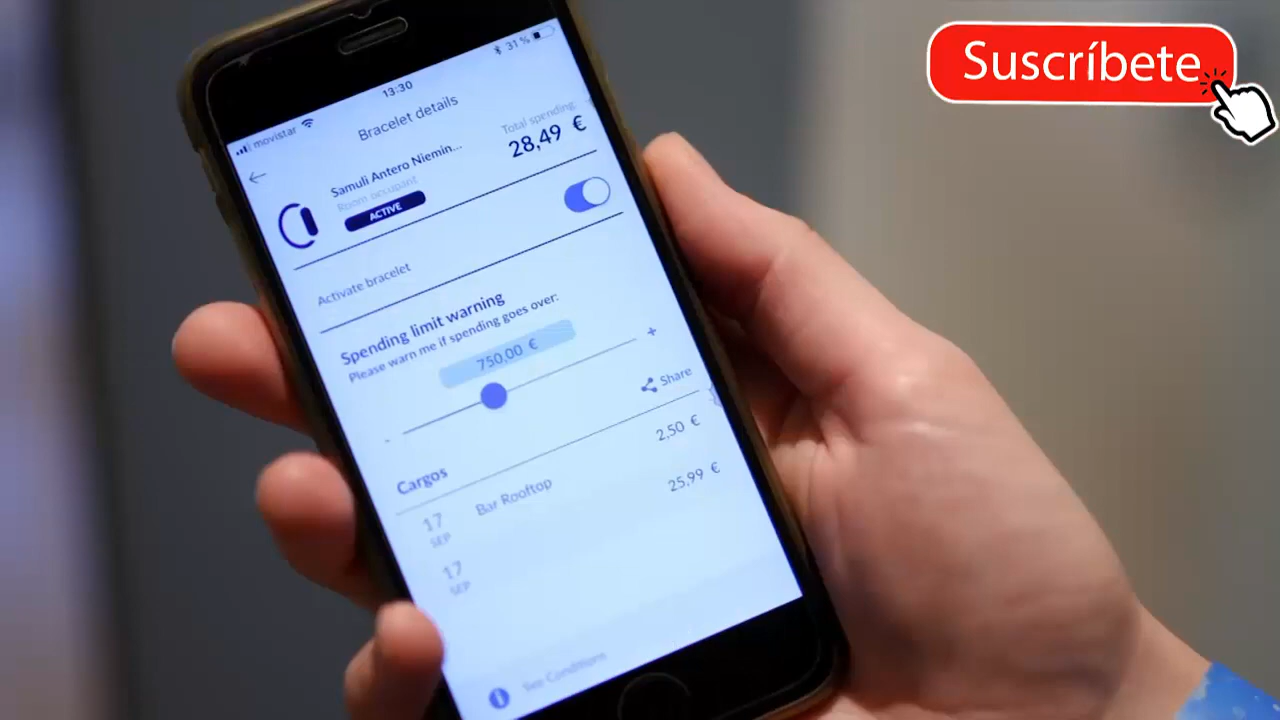 Suscríbete
movistar
13:30
31 %
Bracelet details
Samuli Antero Niemin...
Room occupant
ACTIVE
Total spending
28,49 €
Activate bracelet
Spending limit warning
Please warn me if spending goes over:
750,00 €
- +
Share
Cargos
17 SEP
Bar Rooftop
2,50 €
17 SEP
25,99 €
See Conditions